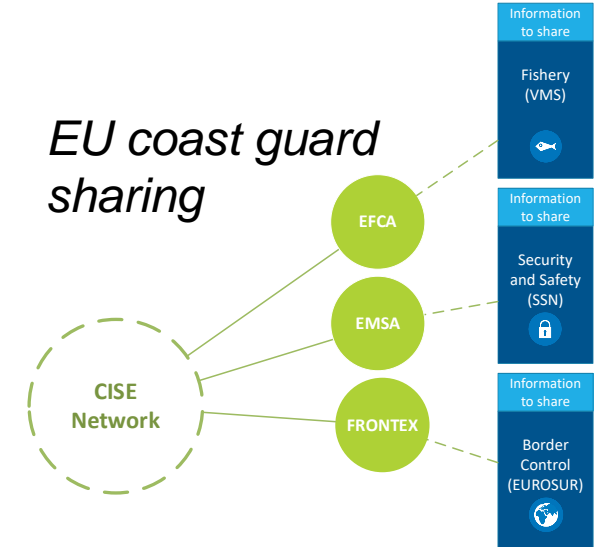 EU coast guard
sharing
Information
to share
Fishery
(VMS)
EFCA
Information
to share
Security
and Safety
(SSN)
EMSA
CISE
Network
FRONTEX
Information
to share
Border
Control
(EUROSUR)